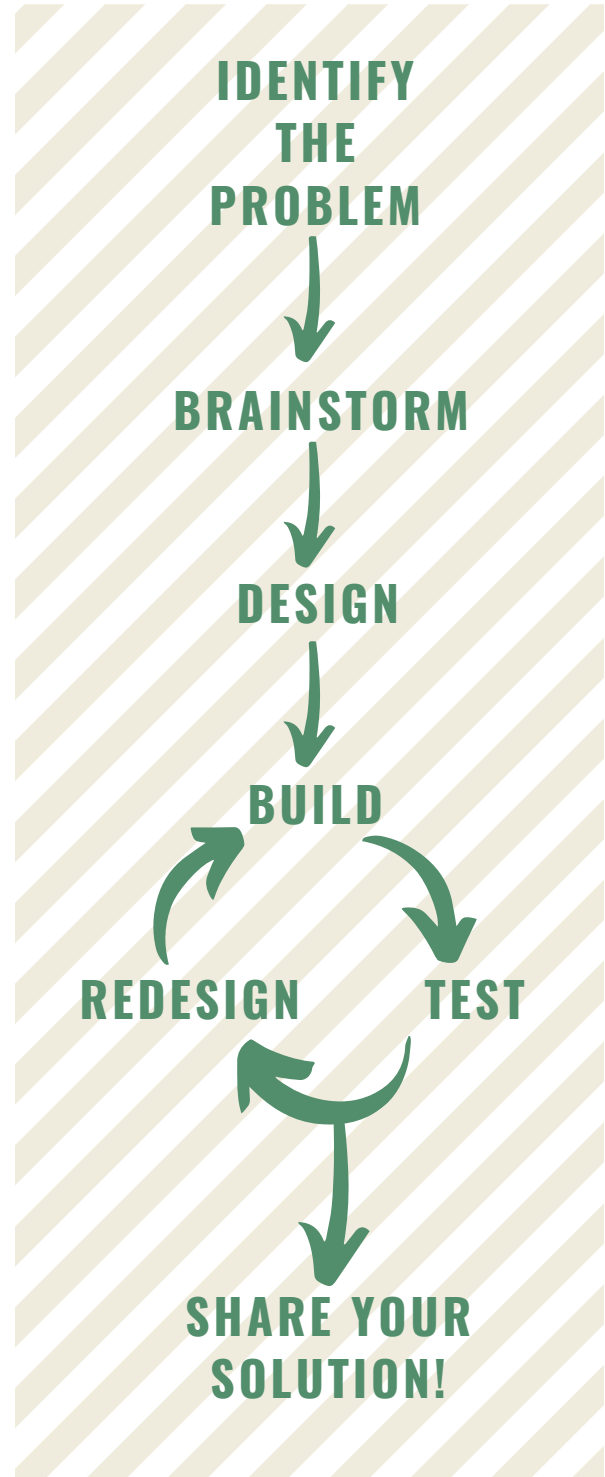 IDENTIFY
THE
PROBLEM
BRAINSTORM
DESIGN
BUILD
REDESIGN
TEST
SHARE YOUR
SOLUTION!